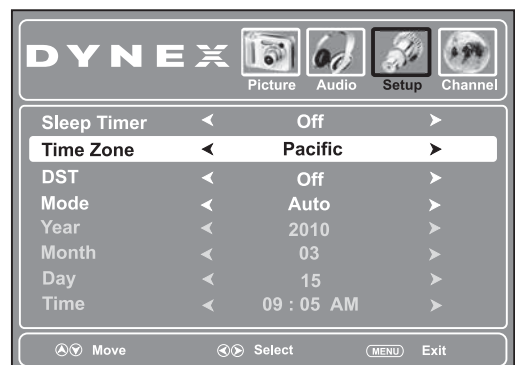 DYNEX
Picture Audio Setup Channel
Sleep Timer Off
Time Zone Pacific
DST Off
Mode Auto
Year 2010
Month 03
Day 15
Time 09 : 05 AM
Move Select MENU Exit